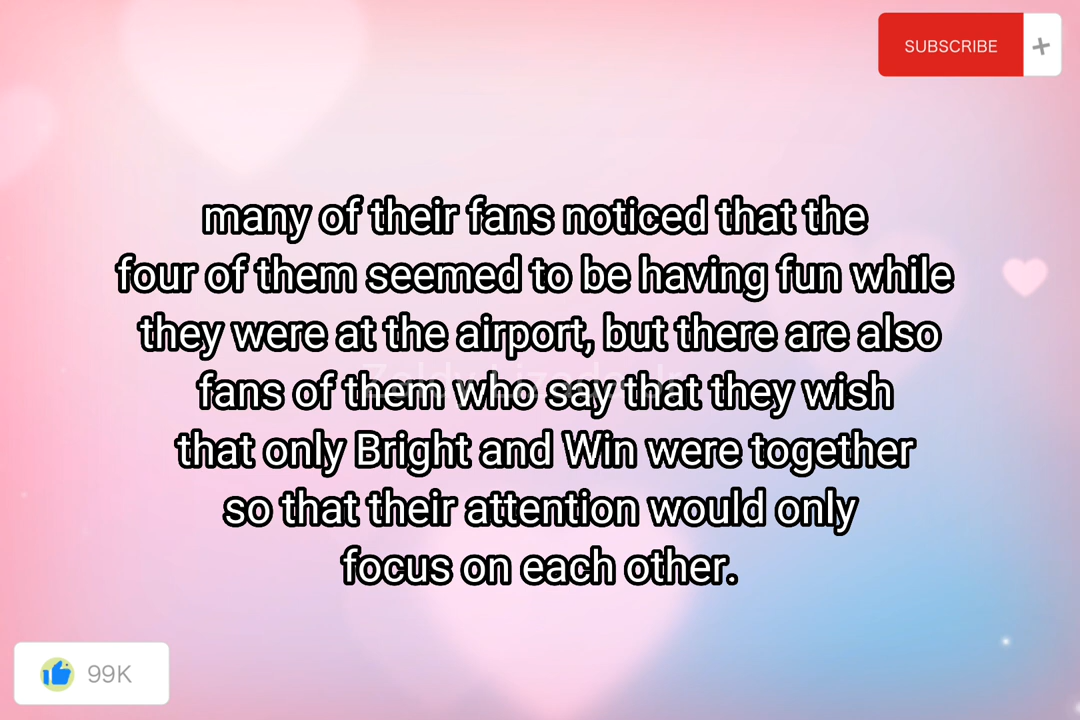 SUBSCRIBE
many of their fans noticed that the
four of them seemed to be having fun while
they were at the airport, but there are also
fans of them who say that they wish
that only Bright and Win were together
so that their attention would only
focus on each other.
99K